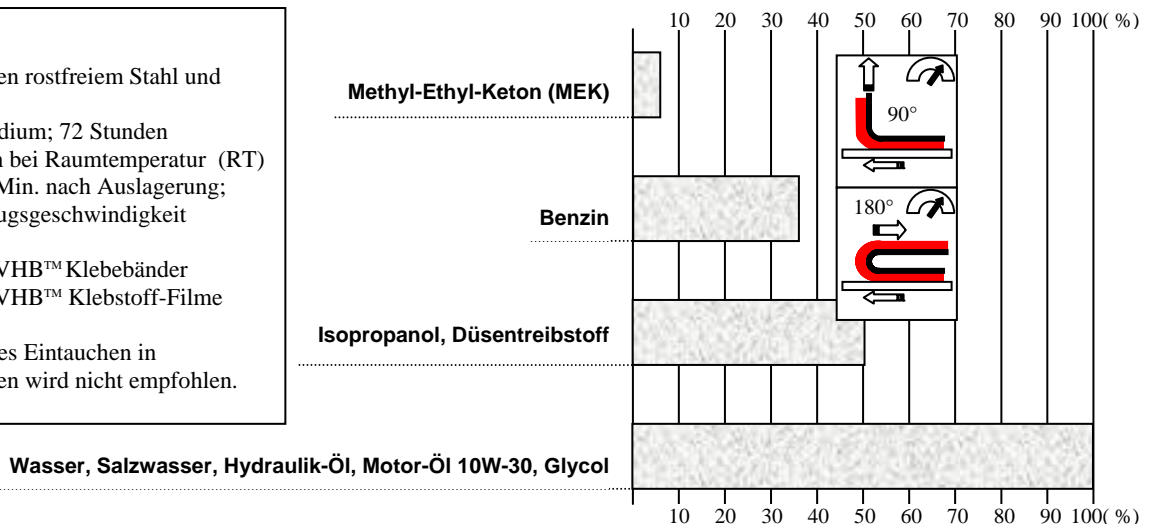 en rostfreiem Stahl und
dium; 72 Stunden
bei Raumtemperatur (RT)
Min. nach Auslagerung;
ugsgeschwindigkeit
VHB™ Klebebänder
VHB™ Klebstoff-Filme
es Eintauchen in
en wird nicht empfohlen.
10 20 30 40 50 60 70 80 90 100( %)
Methyl-Ethyl-Keton (MEK)
90°
Benzin
180°
Isopropanol, Düsentreibstoff
Wasser, Salzwasser, Hydraulik-Öl, Motor-Öl 10W-30, Glycol
10 20 30 40 50 60 70 80 90 100( %)